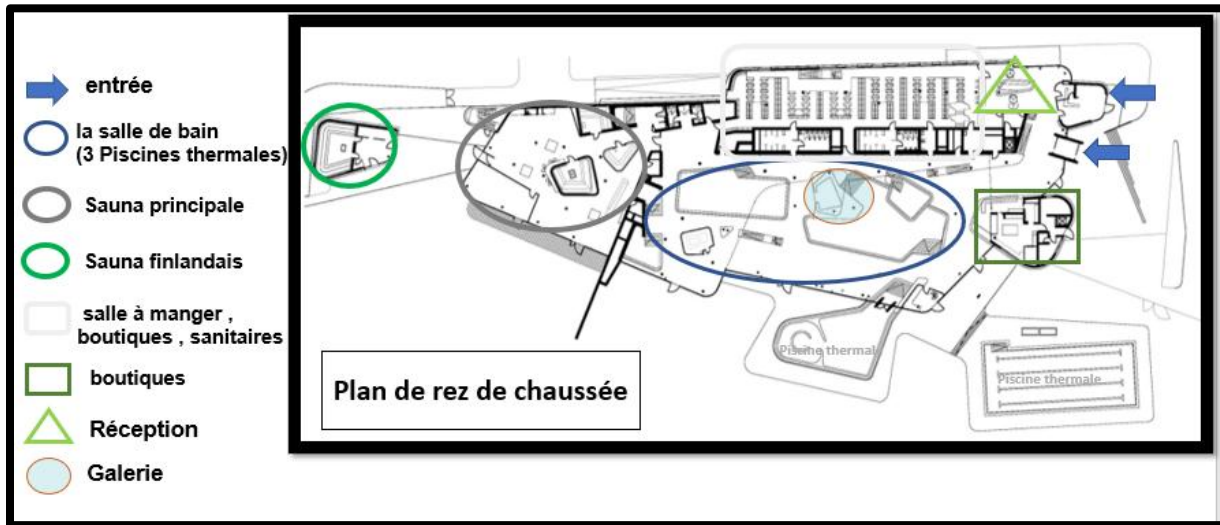 entrée
la salle de bain
(3 Piscines thermales)
Sauna principale
Sauna finlandais
salle à manger ,
boutiques , sanitaires
boutiques
Réception
Galerie
Piscine thermal
Piscine thermale
Plan de rez de chaussée